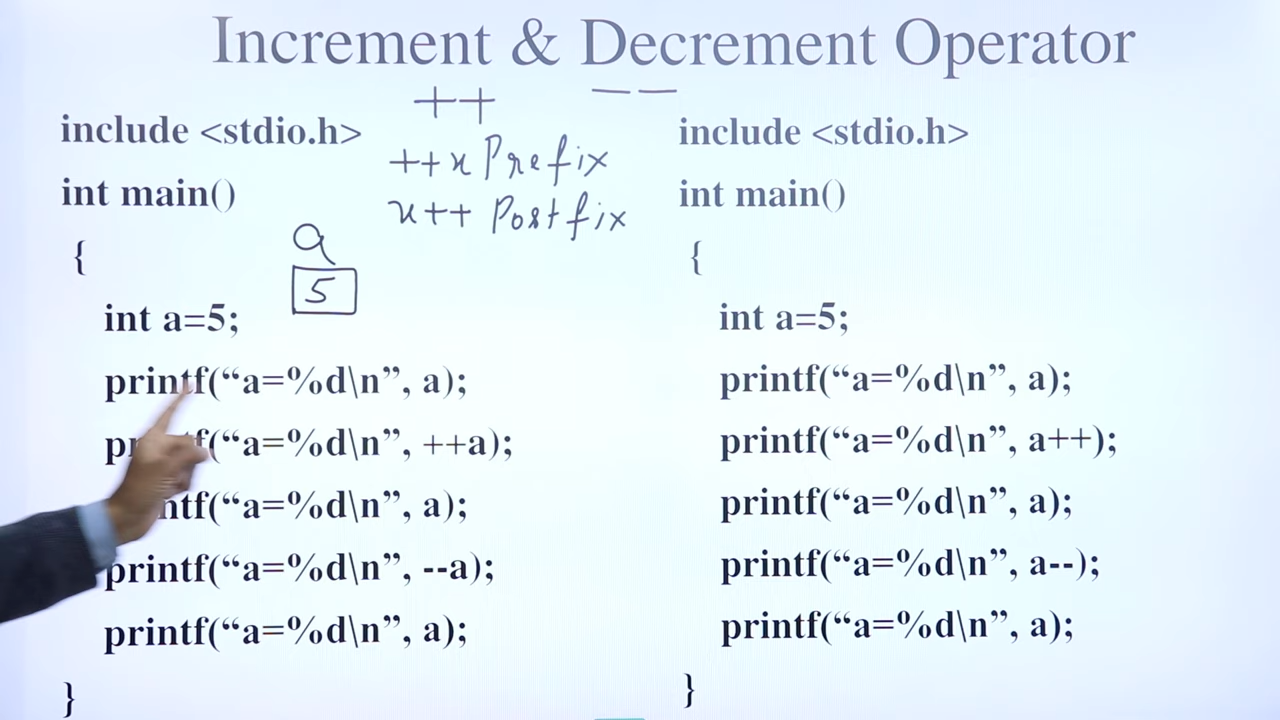 Increment & Decrement Operator
++
— —
include <stdio.h>
++x Prefix
int main()
x++ Postfix
{
a
int a=5;
5
printf(“a=%d\n”, a);
f(“a=%d\n”, ++a);
ntf(“a=%d\n”, a);
printf(“a=%d\n”, --a);
printf(“a=%d\n”, a);
}
include <stdio.h>
int main()
{
int a=5;
printf(“a=%d\n”, a);
printf(“a=%d\n”, a++);
printf(“a=%d\n”, a);
printf(“a=%d\n”, a--);
printf(“a=%d\n”, a);
}